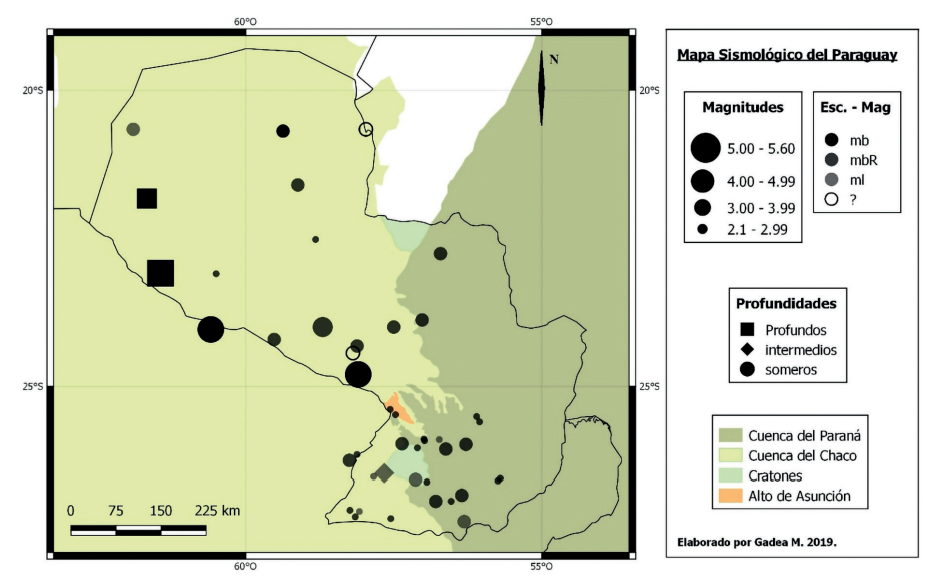 60°O 55°O
20°S 20°S
N
25°S 25°S
0 75 150 225 km
60°O 55°O
Mapa Sismológico del Paraguay
Magnitudes
5.00 - 5.60
4.00 - 4.99
3.00 - 3.99
2.1 - 2.99
Esc. - Mag
mb
mbR
ml
?
Profundidades
Profundos
intermedios
someros
Cuenca del Paraná
Cuenca del Chaco
Cratones
Alto de Asunción
Elaborado por Gadea M. 2019.